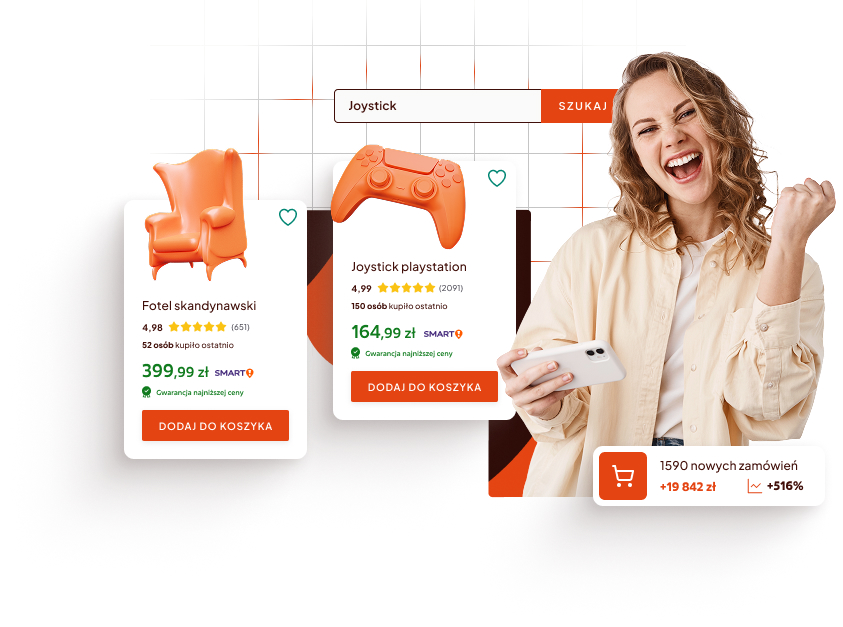 Joystick
SZUKAJ
Fotel skandynawski
4,98 (651)
52 osób kupiło ostatnio
399,99 zł SMART
Gwarancja najniższej ceny
DODAJ DO KOSZYKA
Joystick playstation
4,99 (2091)
150 osób kupiło ostatnio
164,99 zł SMART
Gwarancja najniższej ceny
DODAJ DO KOSZYKA
1590 nowych zamówień
+19 842 zł +516%